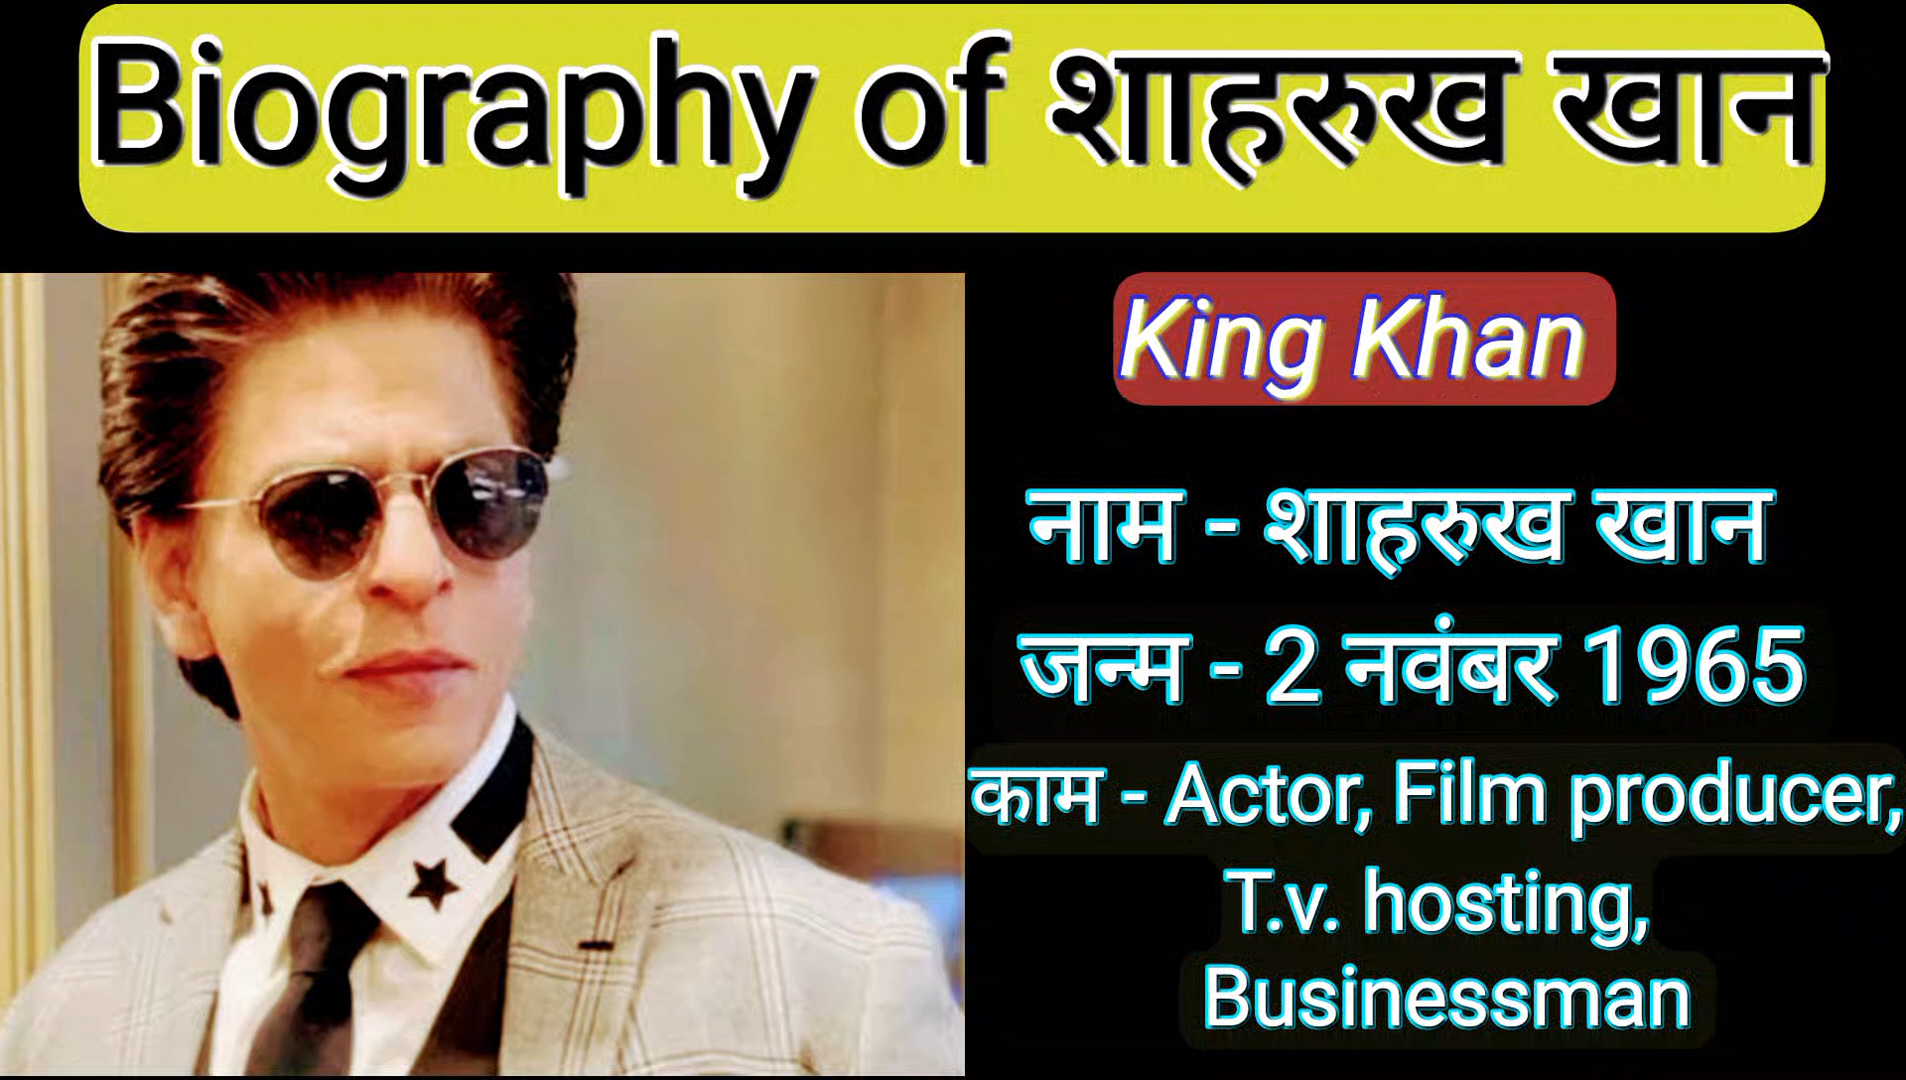 Biography of शाहरुख खान
King Khan
नाम - शाहरुख खान
जन्म - 2 नवंबर 1965
काम - Actor, Film producer,
T.v. hosting,
Businessman